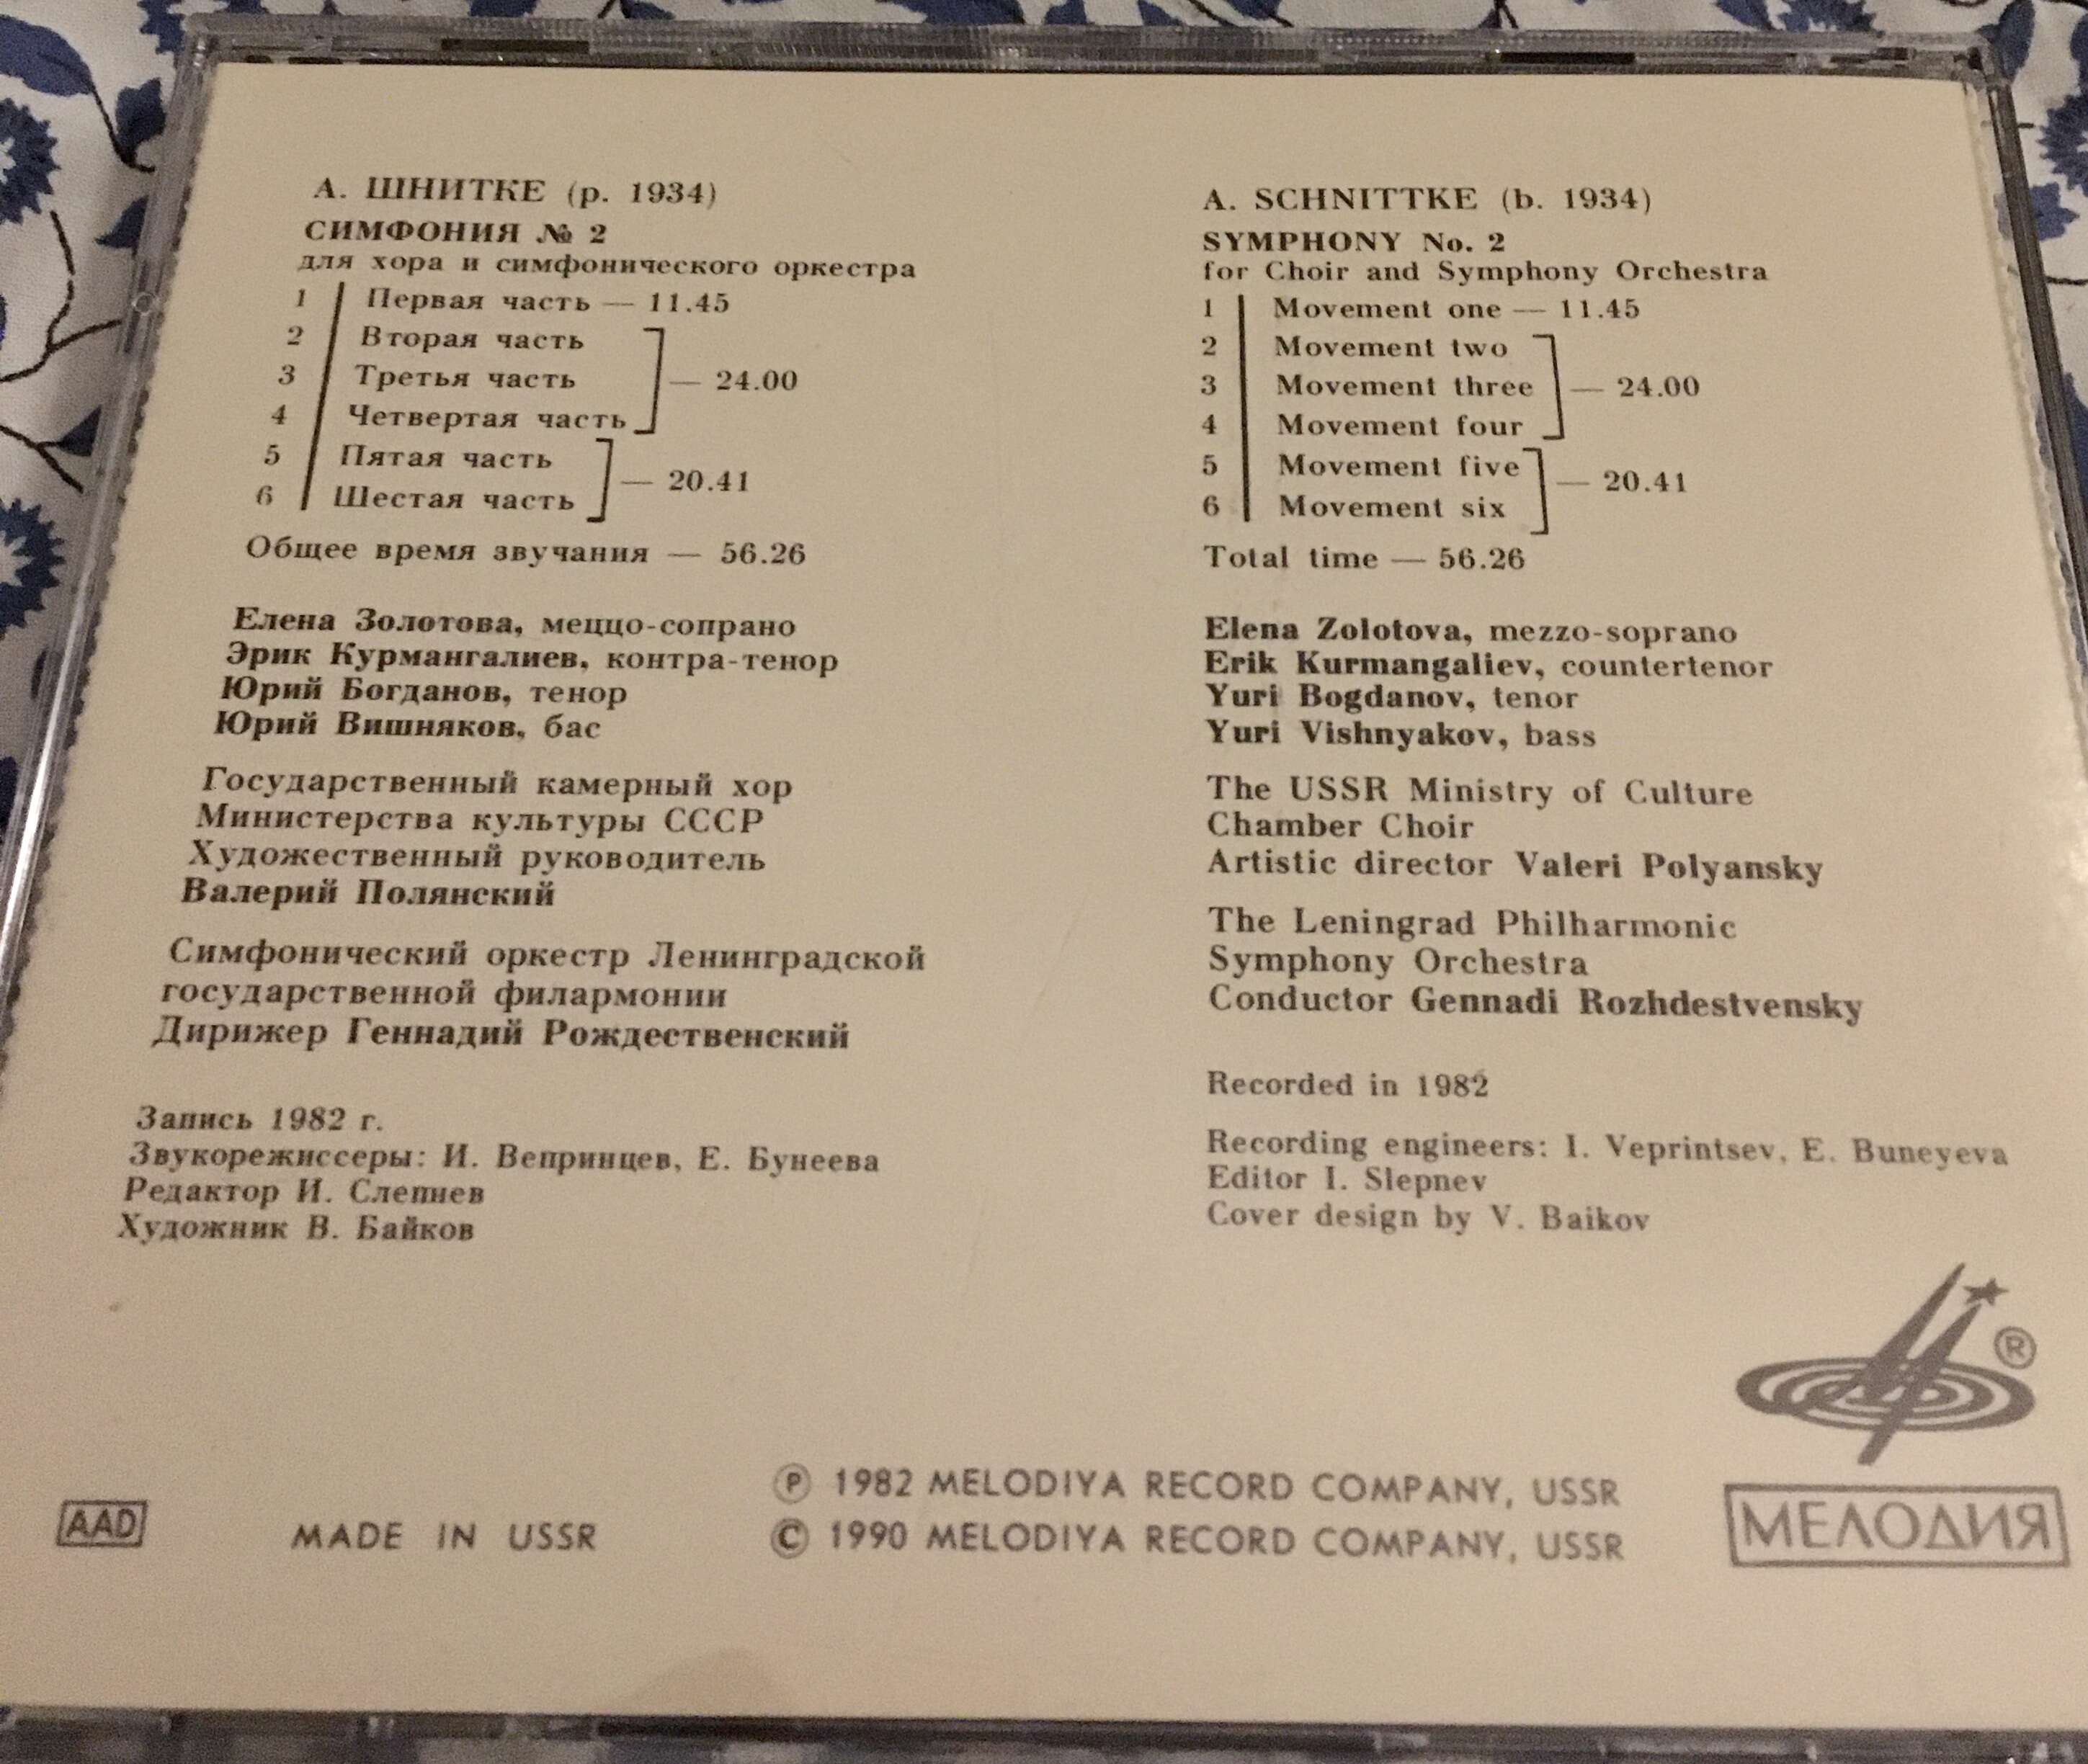 А. ШНИТКЕ (р. 1934)
СИМФОНИЯ № 2
для хора и симфонического оркестра
1 Первая часть — 11.45
2 Вторая часть
3 Третья часть — 24.00
4 Четвертая часть
5 Пятая часть
— 20.41
6 Шестая часть
Общее время звучания — 56.26
Елена Золотова, меццо-сопрано
Эрик Курмангалиев, контра-тенор
Юрий Богданов, тенор
Юрий Вишняков, бас
Государственный камерный хор
Министерства культуры СССР
Художественный руководитель
Валерий Полянский
Симфонический оркестр Ленинградской
государственной филармонии
Дирижер Геннадий Рождественский
Запись 1982 г.
Звукорежиссеры: И. Вепринцев, Е. Бунеева
Редактор И. Слепнев
Художник В. Байков
A. SCHNITTKE (b. 1934)
SYMPHONY No. 2
for Choir and Symphony Orchestra
1 Movement one — 11.45
2 Movement two
3 Movement three — 24.00
4 Movement four
5 Movement five
— 20.41
6 Movement six
Total time — 56.26
Elena Zolotova, mezzo-soprano
Erik Kurmangaliev, countertenor
Yuri Bogdanov, tenor
Yuri Vishnyakov, bass
The USSR Ministry of Culture
Chamber Choir
Artistic director Valeri Polyansky
The Leningrad Philharmonic
Symphony Orchestra
Conductor Gennadi Rozhdestvensky
Recorded in 1982
Recording engineers: I. Veprintsev, E. Buneyeva
Editor I. Slepnev
Cover design by V. Baikov
®
AAD
MADE IN USSR
℗ 1982 MELODIYA RECORD COMPANY, USSR
© 1990 MELODIYA RECORD COMPANY, USSR
МЕЛОДИЯ